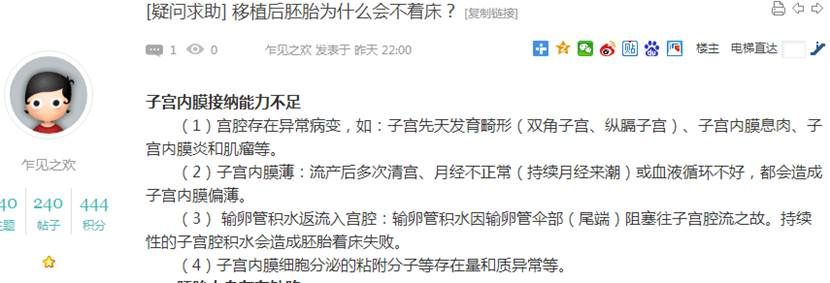 [疑问求助] 移植后胚胎为什么会不着床？ [复制链接]
1 0 乍见之欢 发表于 昨天 22:00 楼主 电梯直达
子宫内膜接纳能力不足
（1）宫腔存在异常病变，如：子宫先天发育畸形（双角子宫、纵膈子宫）、子宫内膜息肉、子
宫内膜炎和肌瘤等。
乍见之欢
（2）子宫内膜薄：流产后多次清宫、月经不正常（持续月经来潮）或血液循环不好，都会造成
子宫内膜偏薄。
40 240 444
主题 帖子 积分
（3） 输卵管积水返流入宫腔：输卵管积水因输卵管伞部（尾端）阻塞往子宫腔流之故。持续
性的子宫腔积水会造成胚胎着床失败。
（4）子宫内膜细胞分泌的粘附分子等存在量和质异常等。